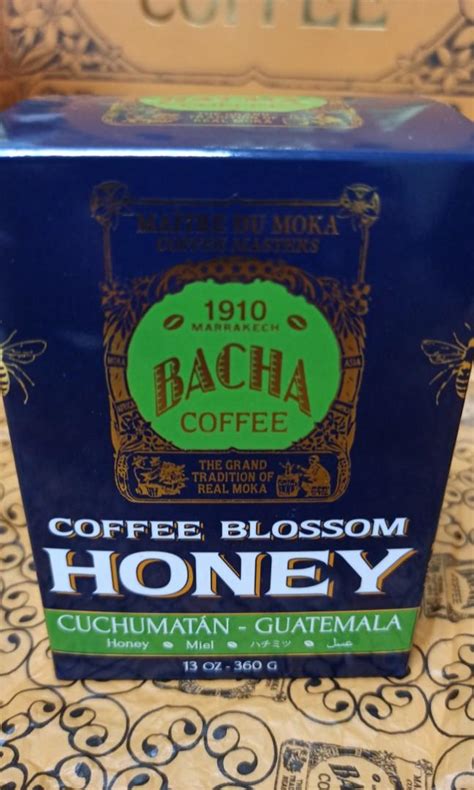 COFFEE
MAÎTRE DU MOKA
COFFEE MASTERS
1910
MARRAKECH
BACHA
COFFEE
THE GRAND
TRADITION OF
REAL MOKA
COFFEE BLOSSOM
HONEY
CUCHUMATÁN - GUATEMALA
Honey • Miel • ハチミツ • عسل
13 OZ - 360 G